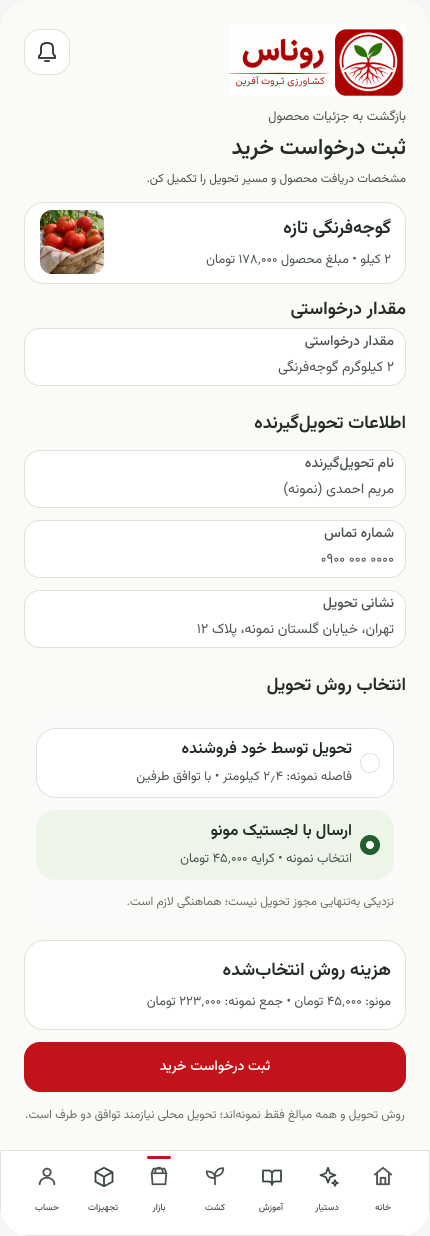 روناس
کشاورزی ثروت آفرین
بازگشت به جزئیات محصول
ثبت درخواست خرید
مشخصات دریافت محصول و مسیر تحویل را تکمیل کن.
گوجه‌فرنگی تازه
۲ کیلو • مبلغ محصول ۱۷۸٬۰۰۰ تومان
مقدار درخواستی
مقدار درخواستی
۲ کیلوگرم گوجه‌فرنگی
اطلاعات تحویل‌گیرنده
نام تحویل‌گیرنده
مریم احمدی (نمونه)
شماره تماس
۰۹۰۰ ۰۰۰ ۰۰۰۰
نشانی تحویل
تهران، خیابان گلستان نمونه، پلاک ۱۲
انتخاب روش تحویل
تحویل توسط خود فروشنده
فاصله نمونه: ۲٫۴ کیلومتر • با توافق طرفین
ارسال با لجستیک مونو
انتخاب نمونه • کرایه ۴۵٬۰۰۰ تومان
نزدیکی به‌تنهایی مجوز تحویل نیست؛ هماهنگی لازم است.
هزینه روش انتخاب‌شده
مونو: ۴۵٬۰۰۰ تومان • جمع نمونه: ۲۲۳٬۰۰۰ تومان
ثبت درخواست خرید
روش تحویل و همه مبالغ فقط نمونه‌اند؛ تحویل محلی نیازمند توافق دو طرف است.
خانه
دستیار
آموزش
کشت
بازار
تجهیزات
حساب